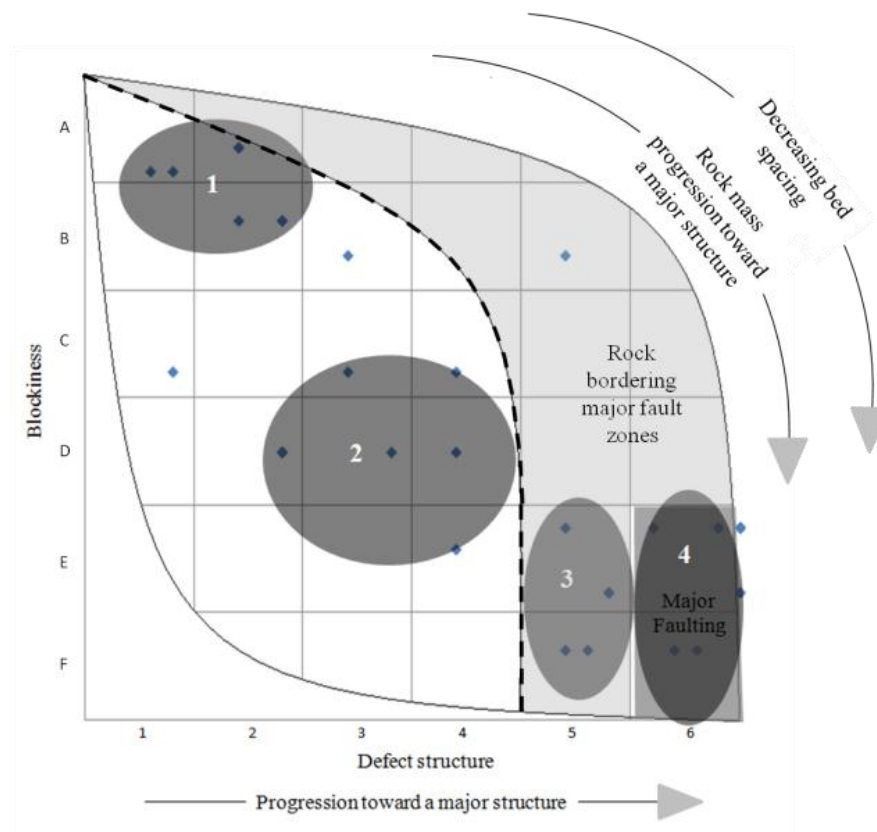 Decreasing bed
spacing
Rock mass
progression toward
a major structure
A
B
C
D
E
F
Blockiness
1
2
3
4
Rock
bordering
major fault
zones
Major
Faulting
1
2
3
4
5
6
Defect structure
Progression toward a major structure